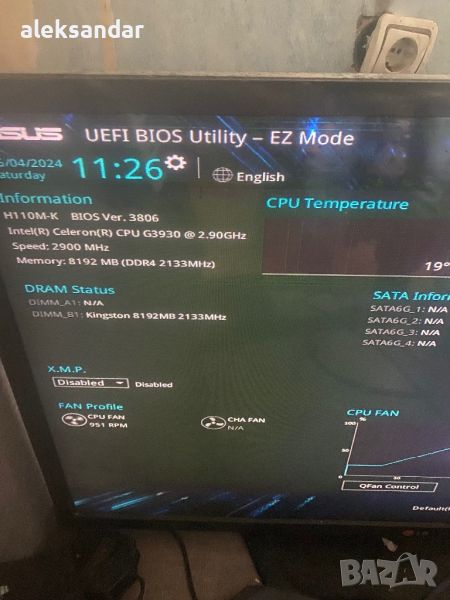 aleksandar
SUS UEFI BIOS Utility – EZ Mode
/04/2024
aturday
11:26
English
Information
H110M-K BIOS Ver. 3806
Intel(R) Celeron(R) CPU G3930 @ 2.90GHz
Speed: 2900 MHz
Memory: 8192 MB (DDR4 2133MHz)
CPU Temperature
19°
DRAM Status
DIMM_A1: N/A
DIMM_B1: Kingston 8192MB 2133MHz
SATA Infor
SATA6G_1: N/A
SATA6G_2: N/A
SATA6G_3: N/A
SATA6G_4: N/A
X.M.P.
Disabled Disabled
FAN Profile
CPU FAN
951 RPM
CHA FAN
N/A
CPU FAN
%
100
50
0
30
QFan Control
Default(
BAZAR